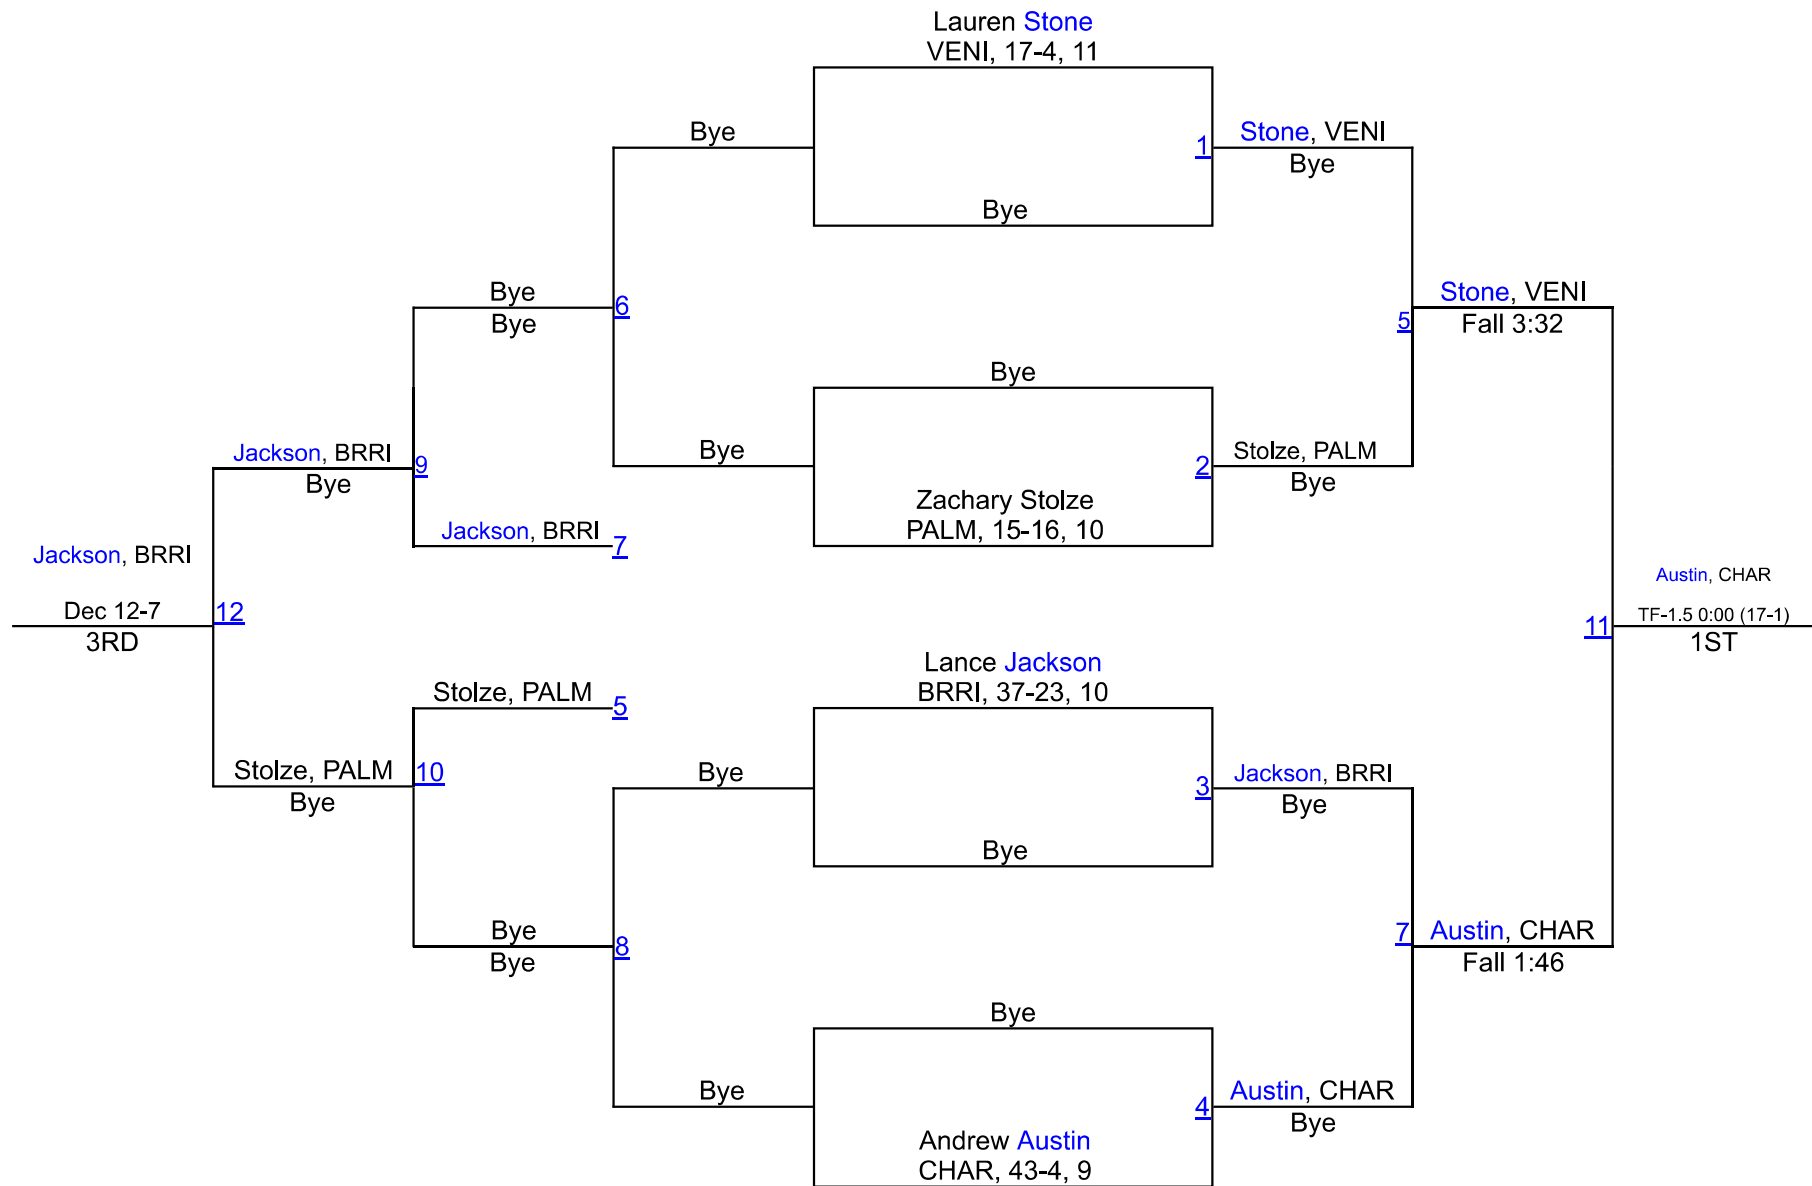 Lauren Stone
VENI, 17-4, 11
Bye
1
Stone, VENI
Bye
Bye
Bye
Bye
6
Stone, VENI
Fall 3:32
5
Bye
Bye
Zachary Stolze
PALM, 15-16, 10
2
Stolze, PALM
Bye
Jackson, BRRI
Bye
9
Jackson, BRRI
7
Jackson, BRRI
Dec 12-7
3RD
12
Austin, CHAR
TF-1.5 0:00 (17-1)
1ST
11
Lance Jackson
BRRI, 37-23, 10
Stolze, PALM
5
Stolze, PALM
Bye
10
Bye
3
Jackson, BRRI
Bye
Bye
Bye
Bye
8
7
Austin, CHAR
Fall 1:46
Bye
Bye
4
Austin, CHAR
Bye
Andrew Austin
CHAR, 43-4, 9